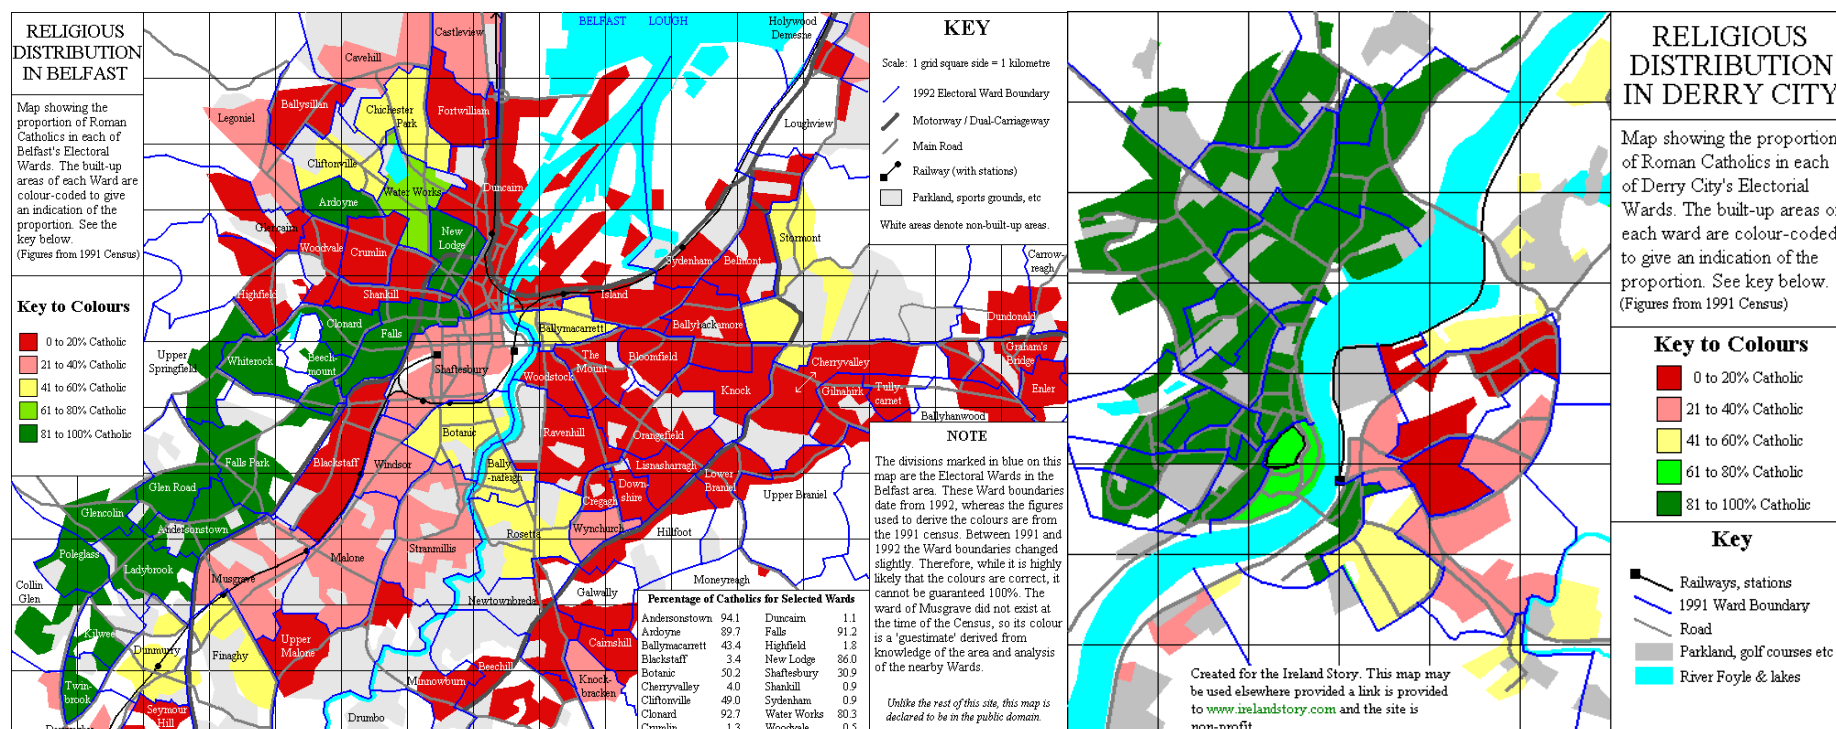 RELIGIOUS
DISTRIBUTION
IN BELFAST
Map showing the
proportion of Roman
Catholics in each of
Belfast's Electoral
Wards. The built-up
areas of each Ward are
colour-coded to give
an indication of the
proportion. See the
key below.
(Figures from 1991 Census)
Key to Colours
0 to 20% Catholic
21 to 40% Catholic
41 to 60% Catholic
61 to 80% Catholic
81 to 100% Catholic
BELFAST LOUGH
Castleview
Holywood
Demesne
Cavehill
Ballysillan
Legoniel
Chichester
Park
Fortwilliam
Loughview
Cliftonville
Water Works
Duncairn
Ardoyne
Glencairn
Woodvale
Crumlin
New
Lodge
Stormont
Sydenham
Belmont
Carrow-
reagh
Highfield
Shankill
Island
Clonard
Falls
Ballymacarrett
Ballyhackamore
Dundonald
Upper
Springfield
Whiterock
Beech-
mount
Shaftesbury
Woodstock
The
Mount
Bloomfield
Cherryvalley
Graham's
Bridge
Knock
Gilnahirk
Tully-
carnet
Enler
Ballyhanwood
Botanic
Ravenhill
Orangefield
Falls Park
Blackstaff
Windsor
Bally
-nafeigh
Lisnasharragh
Lower
Braniel
Upper Braniel
Glen Road
Down-
shire
Cregagh
Glencolin
Andersonstown
Rosetta
Wynchurch
Hillfoot
Poleglass
Ladybrook
Malone
Stranmillis
Musgrave
Moneyreagh
Collin
Glen
Newtownbreda
Galwally
Kilwee
Dunmurry
Finaghy
Upper
Malone
Cairnshill
Beechill
Minnowburn
Knock-
bracken
Twin-
brook
Seymour
Hill
Drumbo
KEY
Scale: 1 grid square side = 1 kilometre
1992 Electoral Ward Boundary
Motorway / Dual-Carriageway
Main Road
Railway (with stations)
Parkland, sports grounds, etc
White areas denote non-built-up areas.
NOTE
The divisions marked in blue on this
map are the Electoral Wards in the
Belfast area. These Ward boundaries
date from 1992, whereas the figures
used to derive the colours are from
the 1991 census. Between 1991 and
1992 the Ward boundaries changed
slightly. Therefore, while it is highly
likely that the colours are correct, it
cannot be guaranteed 100%. The
ward of Musgrave did not exist at
the time of the Census, so its colour
is a 'guestimate' derived from
knowledge of the area and analysis
of the nearby Wards.
Unlike the rest of this site, this map is
declared to be in the public domain.
Percentage of Catholics for Selected Wards
Andersonstown 94.1 Duncairn 1.1
Ardoyne 89.7 Falls 91.2
Ballymacarrett 43.4 Highfield 1.8
Blackstaff 3.4 New Lodge 86.0
Botanic 50.2 Shaftesbury 30.9
Cherryvalley 4.0 Shankill 0.9
Cliftonville 49.0 Sydenham 0.9
Clonard 92.7 Water Works 80.3
Crumlin 1.3 Woodvale 0.5
RELIGIOUS
DISTRIBUTION
IN DERRY CITY
Map showing the proportion
of Roman Catholics in each
of Derry City's Electorial
Wards. The built-up areas of
each ward are colour-coded
to give an indication of the
proportion. See key below.
(Figures from 1991 Census)
Key to Colours
0 to 20% Catholic
21 to 40% Catholic
41 to 60% Catholic
61 to 80% Catholic
81 to 100% Catholic
Key
Railways, stations
1991 Ward Boundary
Road
Parkland, golf courses etc
River Foyle & lakes
Created for the Ireland Story. This map may
be used elsewhere provided a link is provided
to www.irelandstory.com and the site is
non-profit